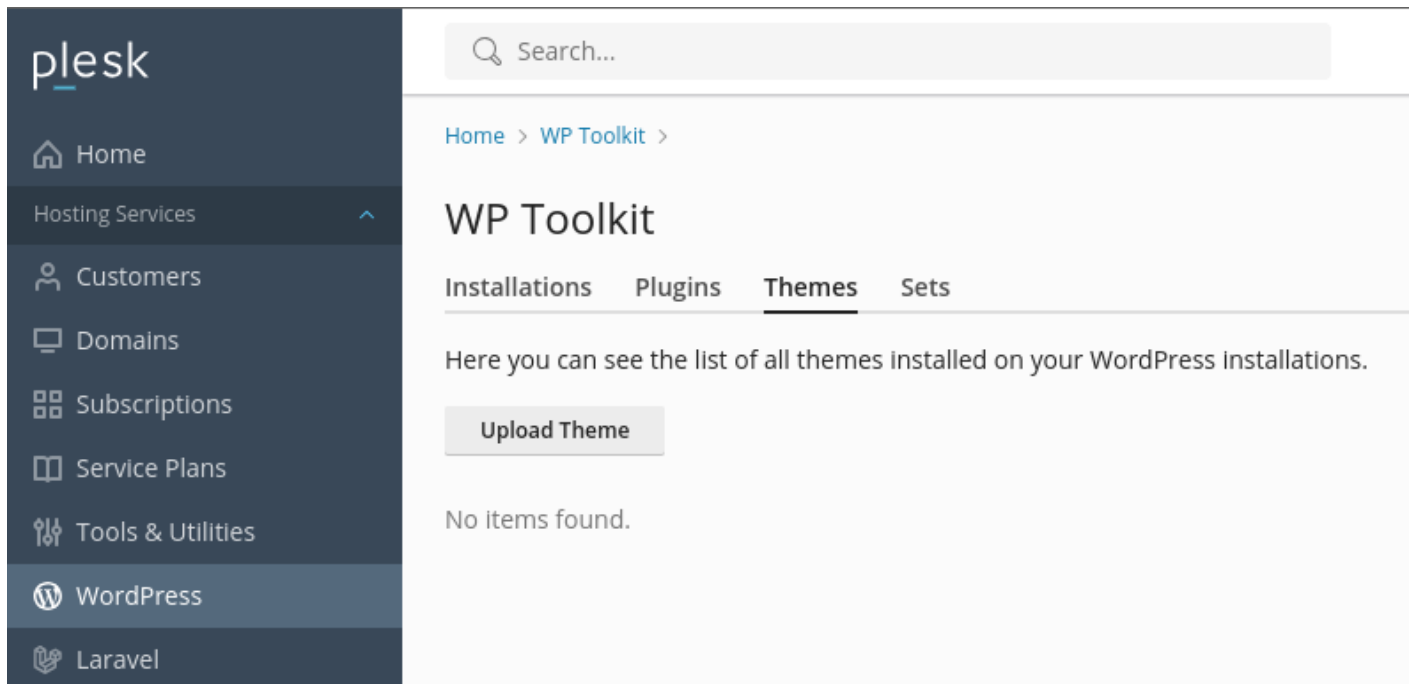 plesk
Search...
Home
Hosting Services
Customers
Domains
Subscriptions
Service Plans
Tools & Utilities
WordPress
Laravel
Home > WP Toolkit >
WP Toolkit
Installations Plugins Themes Sets
Here you can see the list of all themes installed on your WordPress installations.
Upload Theme
No items found.